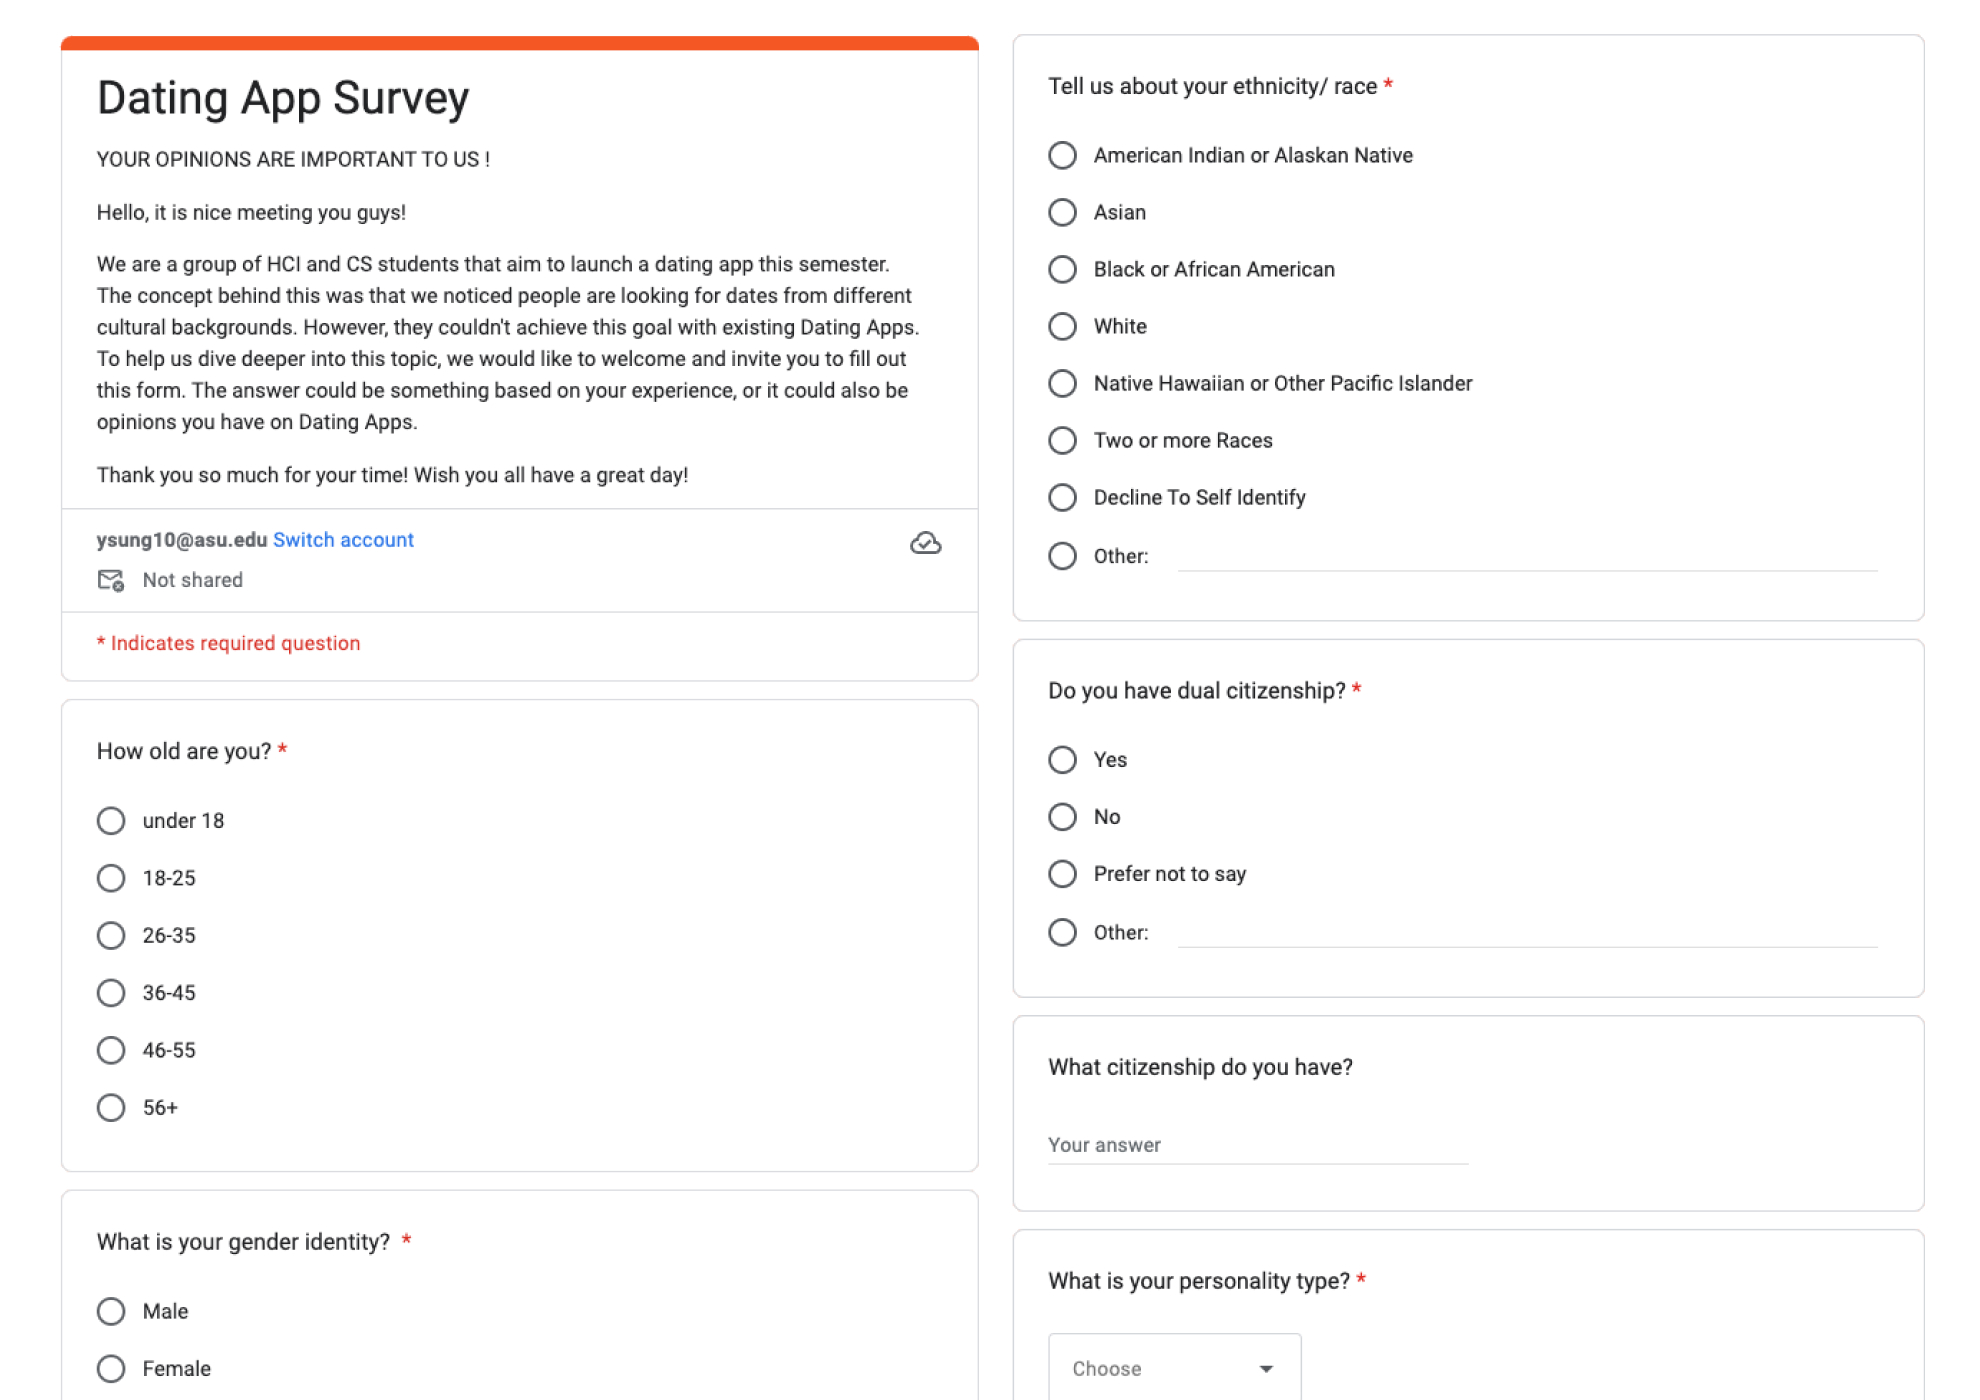 Dating App Survey
YOUR OPINIONS ARE IMPORTANT TO US !
Hello, it is nice meeting you guys!
We are a group of HCI and CS students that aim to launch a dating app this semester.
The concept behind this was that we noticed people are looking for dates from different
cultural backgrounds. However, they couldn't achieve this goal with existing Dating Apps.
To help us dive deeper into this topic, we would like to welcome and invite you to fill out
this form. The answer could be something based on your experience, or it could also be
opinions you have on Dating Apps.
Thank you so much for your time! Wish you all have a great day!
ysung10@asu.edu Switch account
Not shared
* Indicates required question
How old are you? *
under 18
18-25
26-35
36-45
46-55
56+
What is your gender identity? *
Male
Female
Tell us about your ethnicity/ race *
American Indian or Alaskan Native
Asian
Black or African American
White
Native Hawaiian or Other Pacific Islander
Two or more Races
Decline To Self Identify
Other:
Do you have dual citizenship? *
Yes
No
Prefer not to say
Other:
What citizenship do you have?
Your answer
What is your personality type? *
Choose